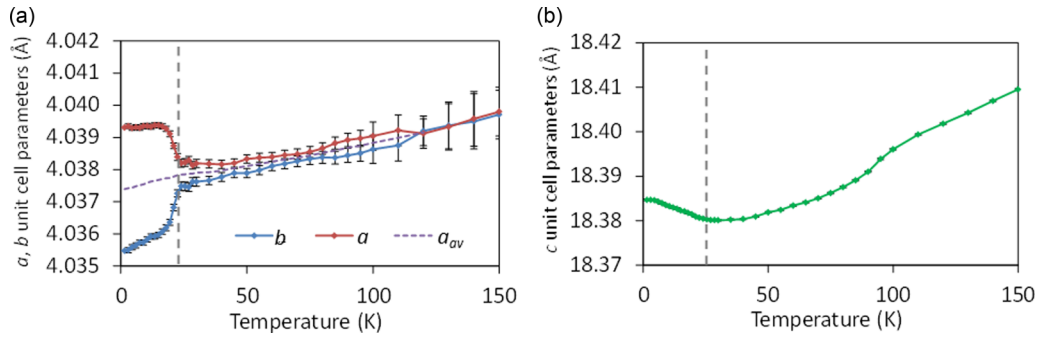 (a)
a, b unit cell parameters (Å)
4.042
4.041
4.040
4.039
4.038
4.037
4.036
4.035
b
a
a_av
0
50
100
150
Temperature (K)
(b)
c unit cell parameters (Å)
18.42
18.41
18.40
18.39
18.38
18.37
0
50
100
150
Temperature (K)